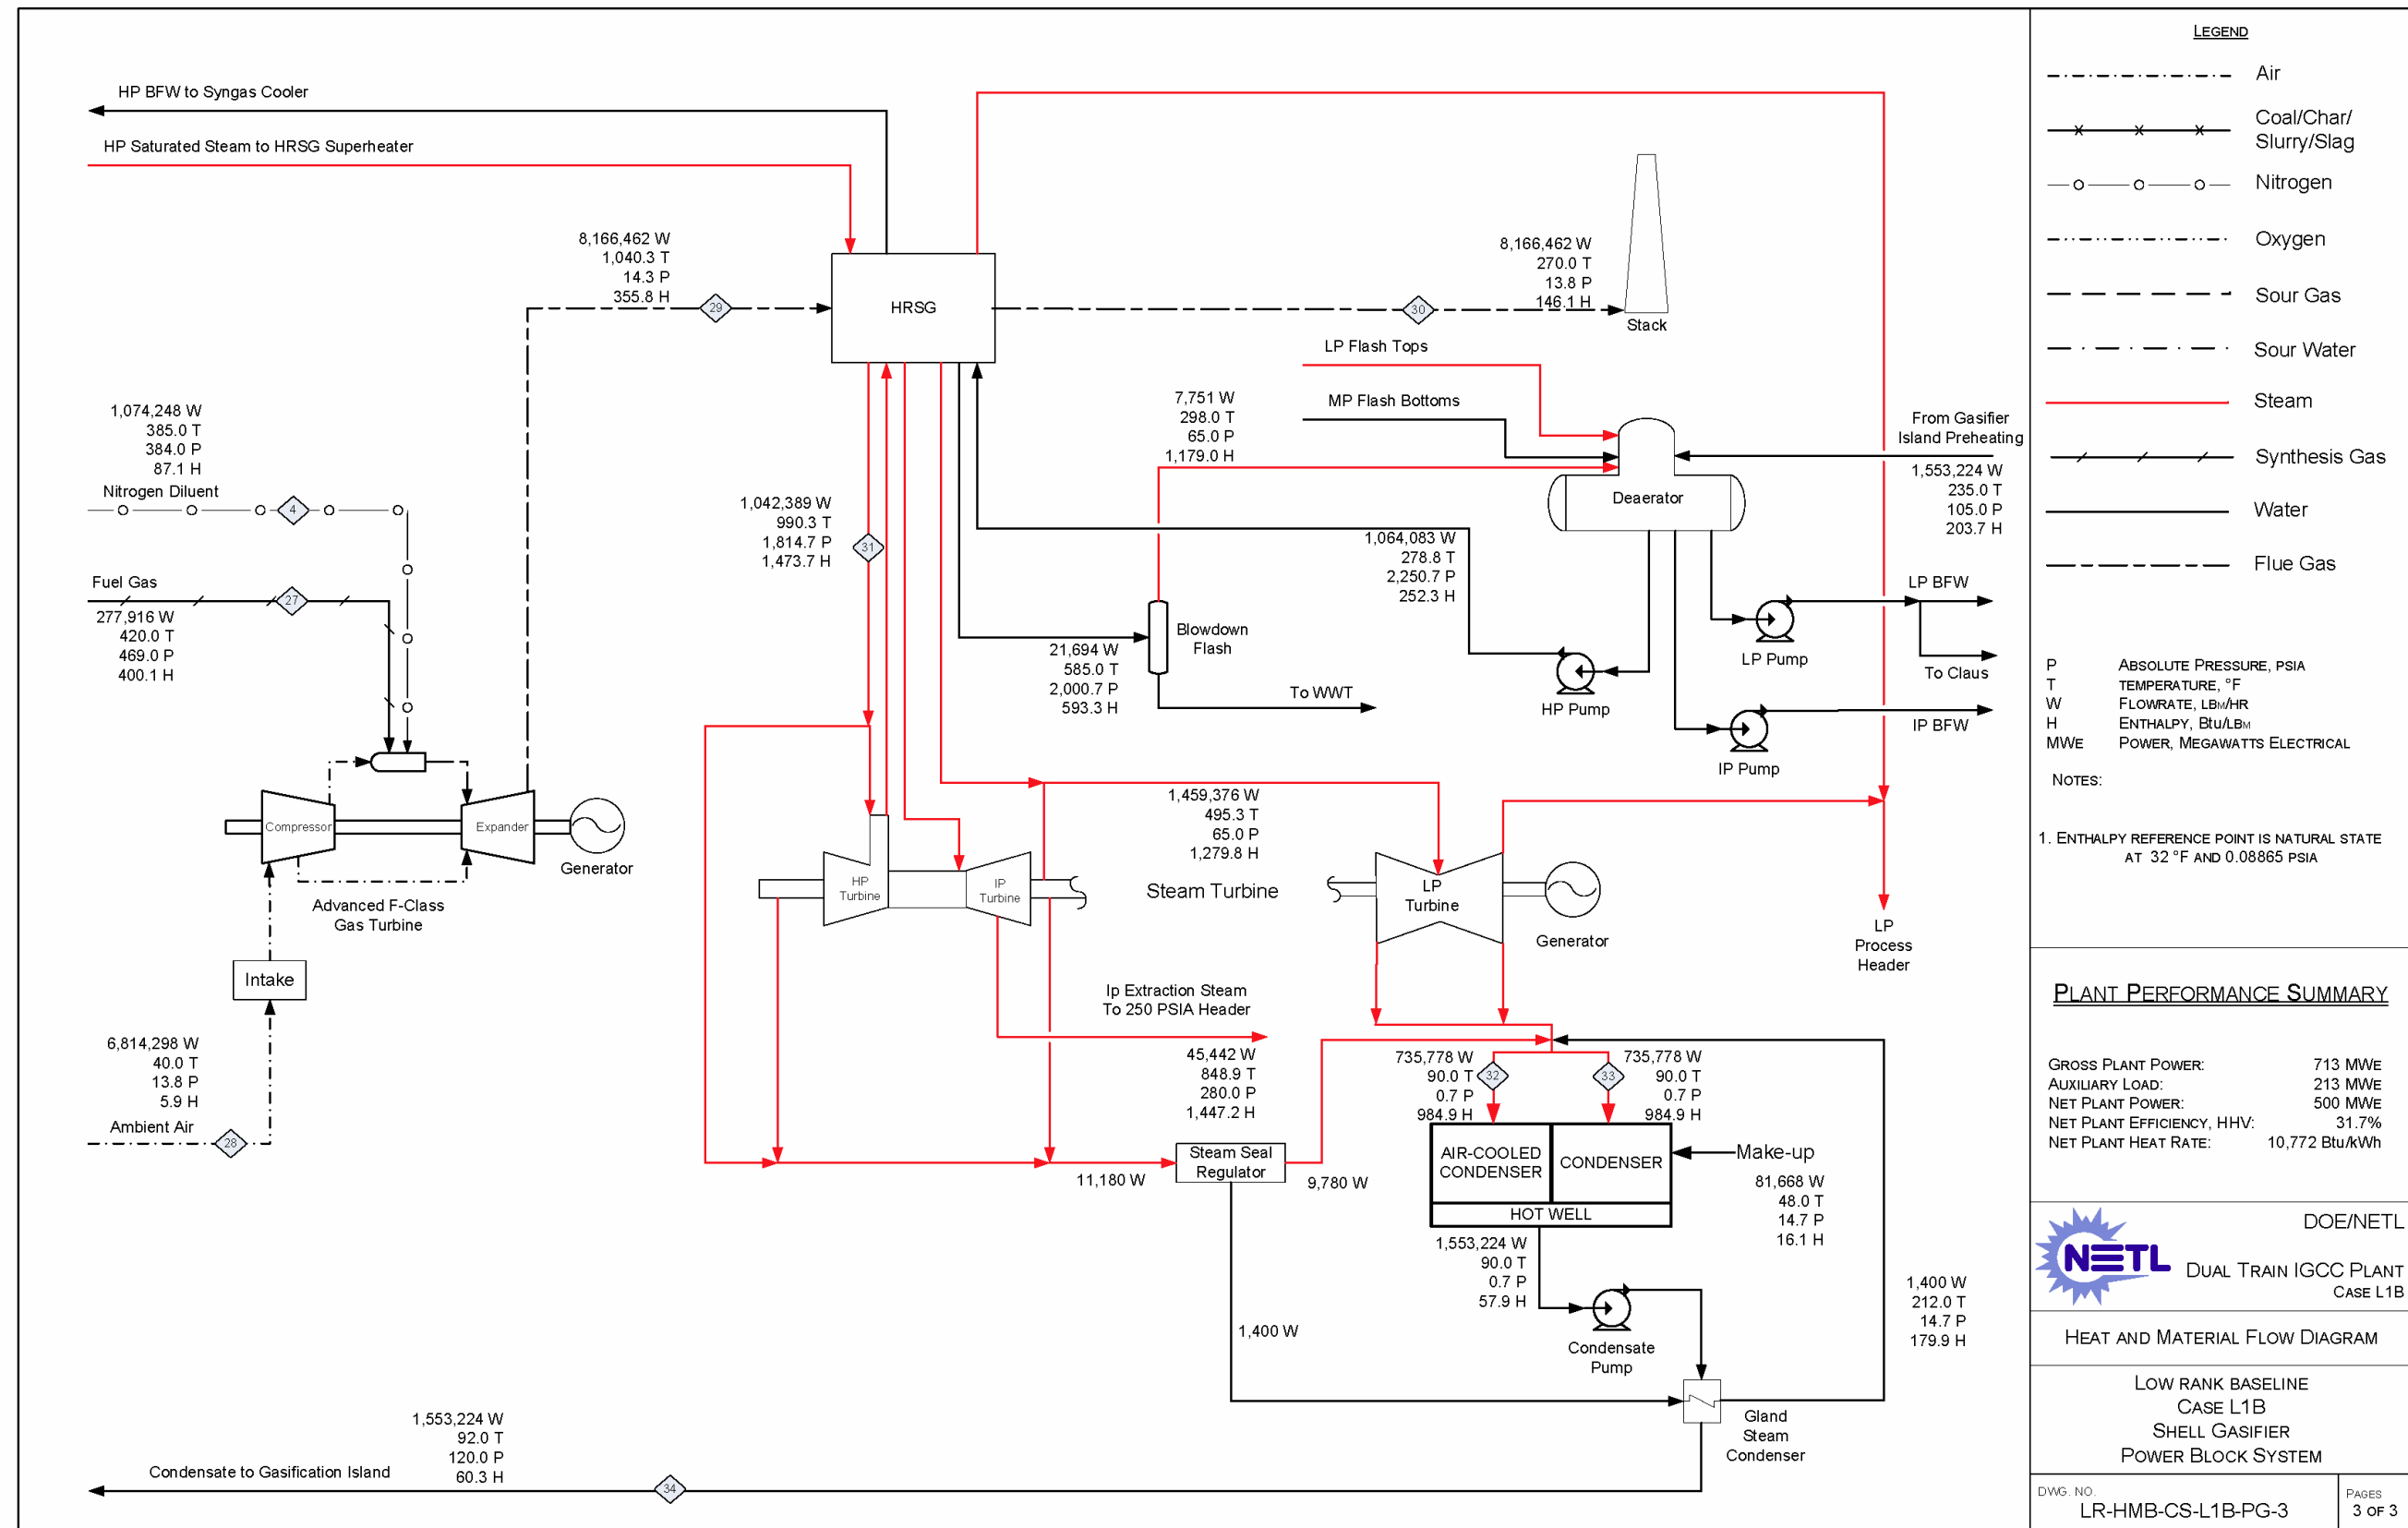 HP BFW to Syngas Cooler
HP Saturated Steam to HRSG Superheater
8,166,462 W
1,040.3 T
14.3 P
355.8 H
29
HRSG
8,166,462 W
270.0 T
13.8 P
146.1 H
30
Stack
LP Flash Tops
MP Flash Bottoms
7,751 W
298.0 T
65.0 P
1,179.0 H
From Gasifier
Island Preheating
1,553,224 W
235.0 T
105.0 P
203.7 H
Deaerator
1,074,248 W
385.0 T
384.0 P
87.1 H
Nitrogen Diluent
4
Fuel Gas
27
277,916 W
420.0 T
469.0 P
400.1 H
1,042,389 W
990.3 T
1,814.7 P
1,473.7 H
31
1,064,083 W
278.8 T
2,250.7 P
252.3 H
Blowdown
Flash
21,694 W
585.0 T
2,000.7 P
593.3 H
To WWT
HP Pump
LP Pump
LP BFW
To Claus
IP Pump
IP BFW
Compressor
Expander
Generator
Advanced F-Class
Gas Turbine
Intake
6,814,298 W
40.0 T
13.8 P
5.9 H
Ambient Air
28
1,459,376 W
495.3 T
65.0 P
1,279.8 H
Steam Turbine
HP
Turbine
IP
Turbine
LP
Turbine
Generator
LP
Process
Header
Ip Extraction Steam
To 250 PSIA Header
45,442 W
848.9 T
280.0 P
1,447.2 H
735,778 W
90.0 T
0.7 P
984.9 H
32
33
735,778 W
90.0 T
0.7 P
984.9 H
Steam Seal
Regulator
11,180 W
9,780 W
AIR-COOLED
CONDENSER
CONDENSER
HOT WELL
Make-up
81,668 W
48.0 T
14.7 P
16.1 H
1,553,224 W
90.0 T
0.7 P
57.9 H
Condensate
Pump
1,400 W
1,400 W
212.0 T
14.7 P
179.9 H
Gland
Steam
Condenser
1,553,224 W
92.0 T
120.0 P
60.3 H
Condensate to Gasification Island
34
LEGEND
Air
Coal/Char/
Slurry/Slag
Nitrogen
Oxygen
Sour Gas
Sour Water
Steam
Synthesis Gas
Water
Flue Gas
P ABSOLUTE PRESSURE, PSIA
T TEMPERATURE, °F
W FLOWRATE, LBM/HR
H ENTHALPY, Btu/LBM
MWE POWER, MEGAWATTS ELECTRICAL
NOTES:
1. ENTHALPY REFERENCE POINT IS NATURAL STATE
AT 32 °F AND 0.08865 PSIA
PLANT PERFORMANCE SUMMARY
GROSS PLANT POWER: 713 MWE
AUXILIARY LOAD: 213 MWE
NET PLANT POWER: 500 MWE
NET PLANT EFFICIENCY, HHV: 31.7%
NET PLANT HEAT RATE: 10,772 Btu/kWh
NETL
DOE/NETL
DUAL TRAIN IGCC PLANT
CASE L1B
HEAT AND MATERIAL FLOW DIAGRAM
LOW RANK BASELINE
CASE L1B
SHELL GASIFIER
POWER BLOCK SYSTEM
DWG. NO.
LR-HMB-CS-L1B-PG-3
PAGES
3 OF 3